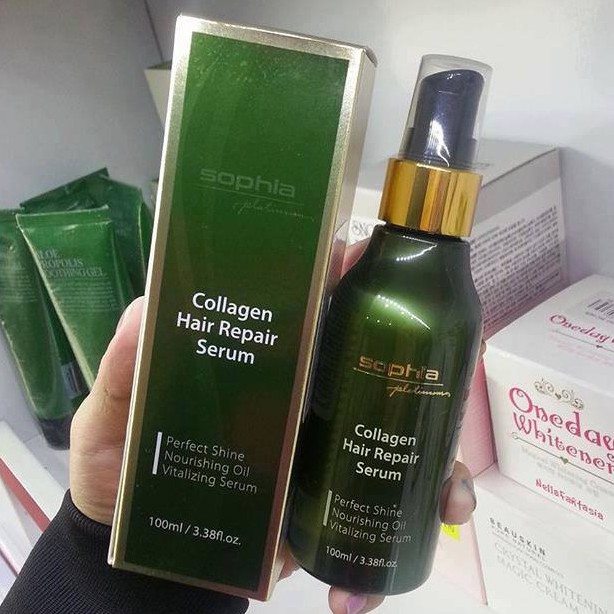 sophia
platinum
Collagen
Hair Repair
Serum
Perfect Shine
Nourishing Oil
Vitalizing Serum
100ml / 3.38fl.oz.
sophia
platinum
Collagen
Hair Repair
Serum
Perfect Shine
Nourishing Oil
Vitalizing Serum
100ml / 3.38fl.oz.
ALOE
PROPOLIS
SOOTHING GEL
Oneday
Oneday
Whitener
NellaFantasia
BEAUSKIN
CRYSTAL WHITENING
MAGIC CREAM